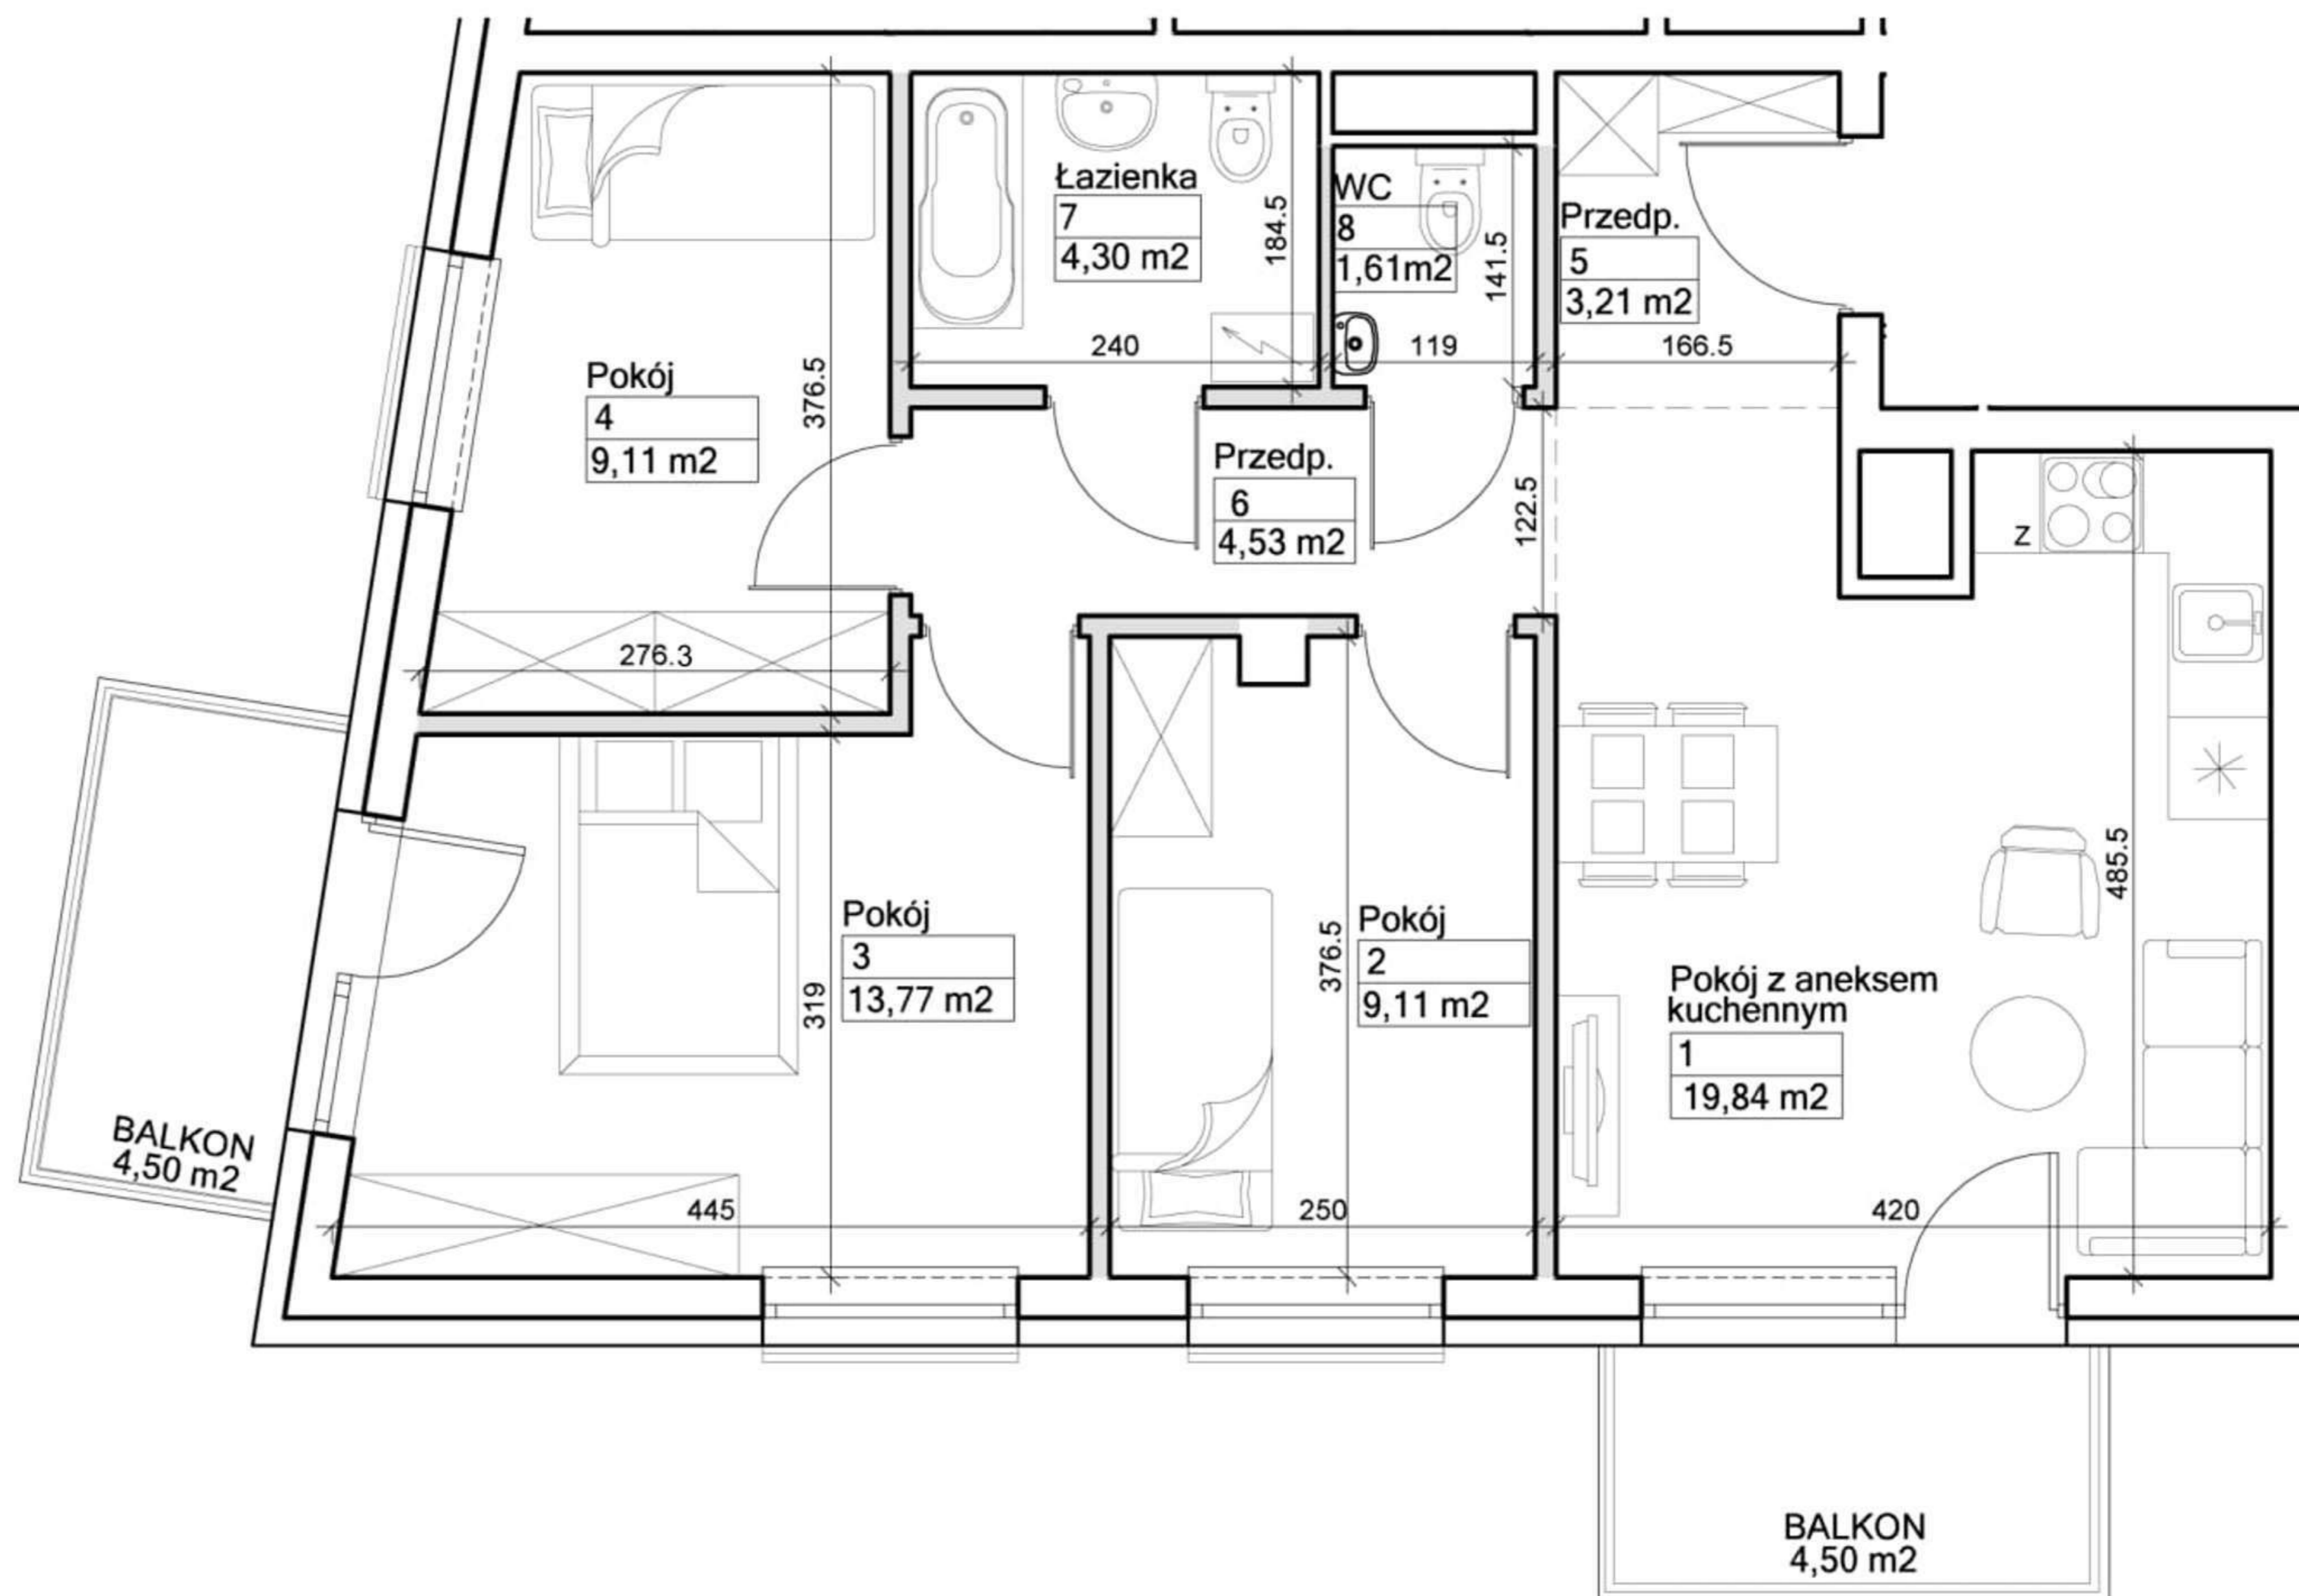 Łazienka
7
4,30 m2
184.5
WC
8
1,61m2
141.5
Przedp.
5
3,21 m2
240
119
166.5
Pokój
4
9,11 m2
376.5
Przedp.
6
4,53 m2
122.5
Z
276.3
Pokój
3
13,77 m2
319
376.5
Pokój
2
9,11 m2
485.5
Pokój z aneksem
kuchennym
1
19,84 m2
BALKON
4,50 m2
445
250
420
BALKON
4,50 m2